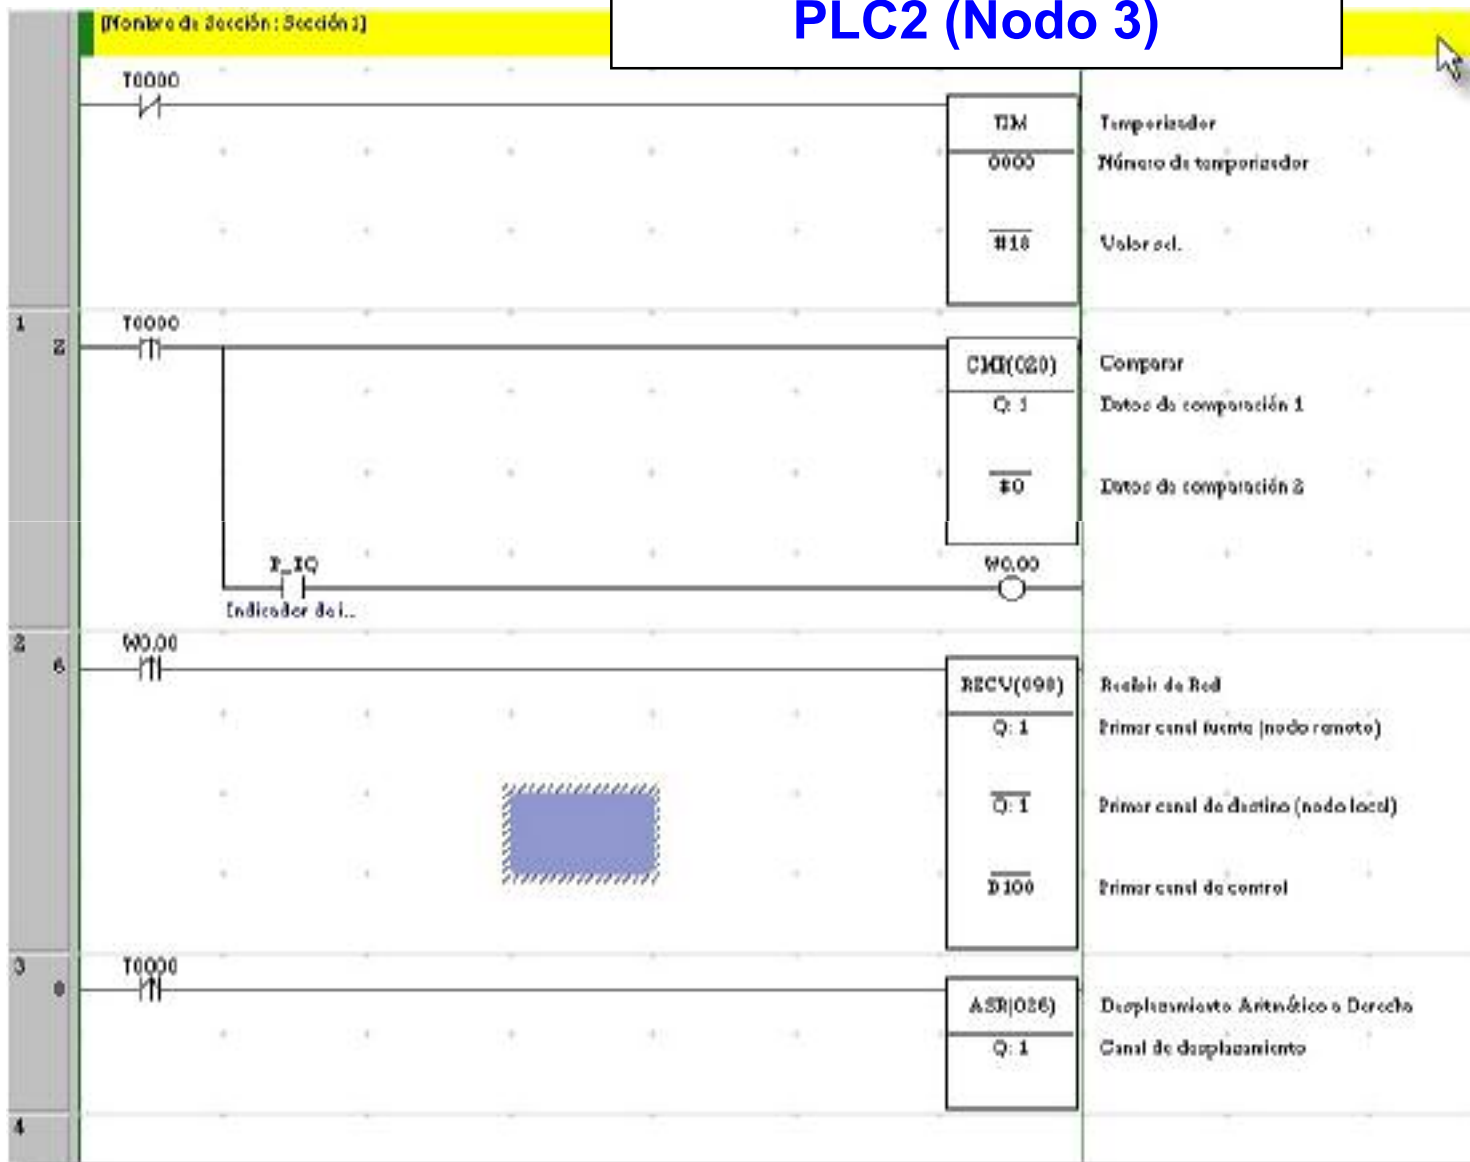 PLC2 (Nodo 3)
[Nombre de Sección : Sección 1]
T0000
TIM
Temporizador
0000
Número de temporizador
#10
Valor sel.
1
T0000
2
CMP(020)
Comparar
Q: 1
Datos de comparación 1
#0
Datos de comparación 2
P_EQ
W0.00
Indicador de i...
2
W0.00
6
RECV(098)
Recibir de Red
Q: 1
Primer canal fuente (nodo remoto)
Q: 1
Primer canal de destino (nodo local)
D100
Primer canal de control
3
T0000
8
ASR(026)
Desplazamiento Aritmético a Derecha
Q: 1
Canal de desplazamiento
4